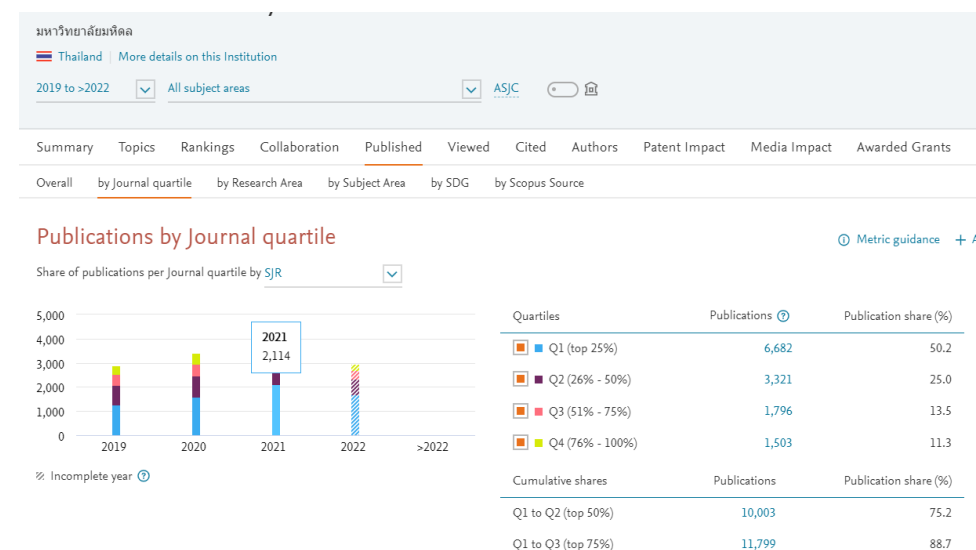 มหาวิทยาลัยมหิดล
Thailand | More details on this Institution
2019 to >2022 All subject areas ASJC
Summary Topics Rankings Collaboration Published Viewed Cited Authors Patent Impact Media Impact Awarded Grants
Overall by Journal quartile by Research Area by Subject Area by SDG by Scopus Source
Publications by Journal quartile
Metric guidance +
Share of publications per Journal quartile by SJR
5,000
4,000
3,000
2,000
1,000
0
2021
2,114
2019 2020 2021 2022 >2022
Incomplete year
Quartiles Publications Publication share (%)
Q1 (top 25%) 6,682 50.2
Q2 (26% - 50%) 3,321 25.0
Q3 (51% - 75%) 1,796 13.5
Q4 (76% - 100%) 1,503 11.3
Cumulative shares Publications Publication share (%)
Q1 to Q2 (top 50%) 10,003 75.2
Q1 to Q3 (top 75%) 11,799 88.7